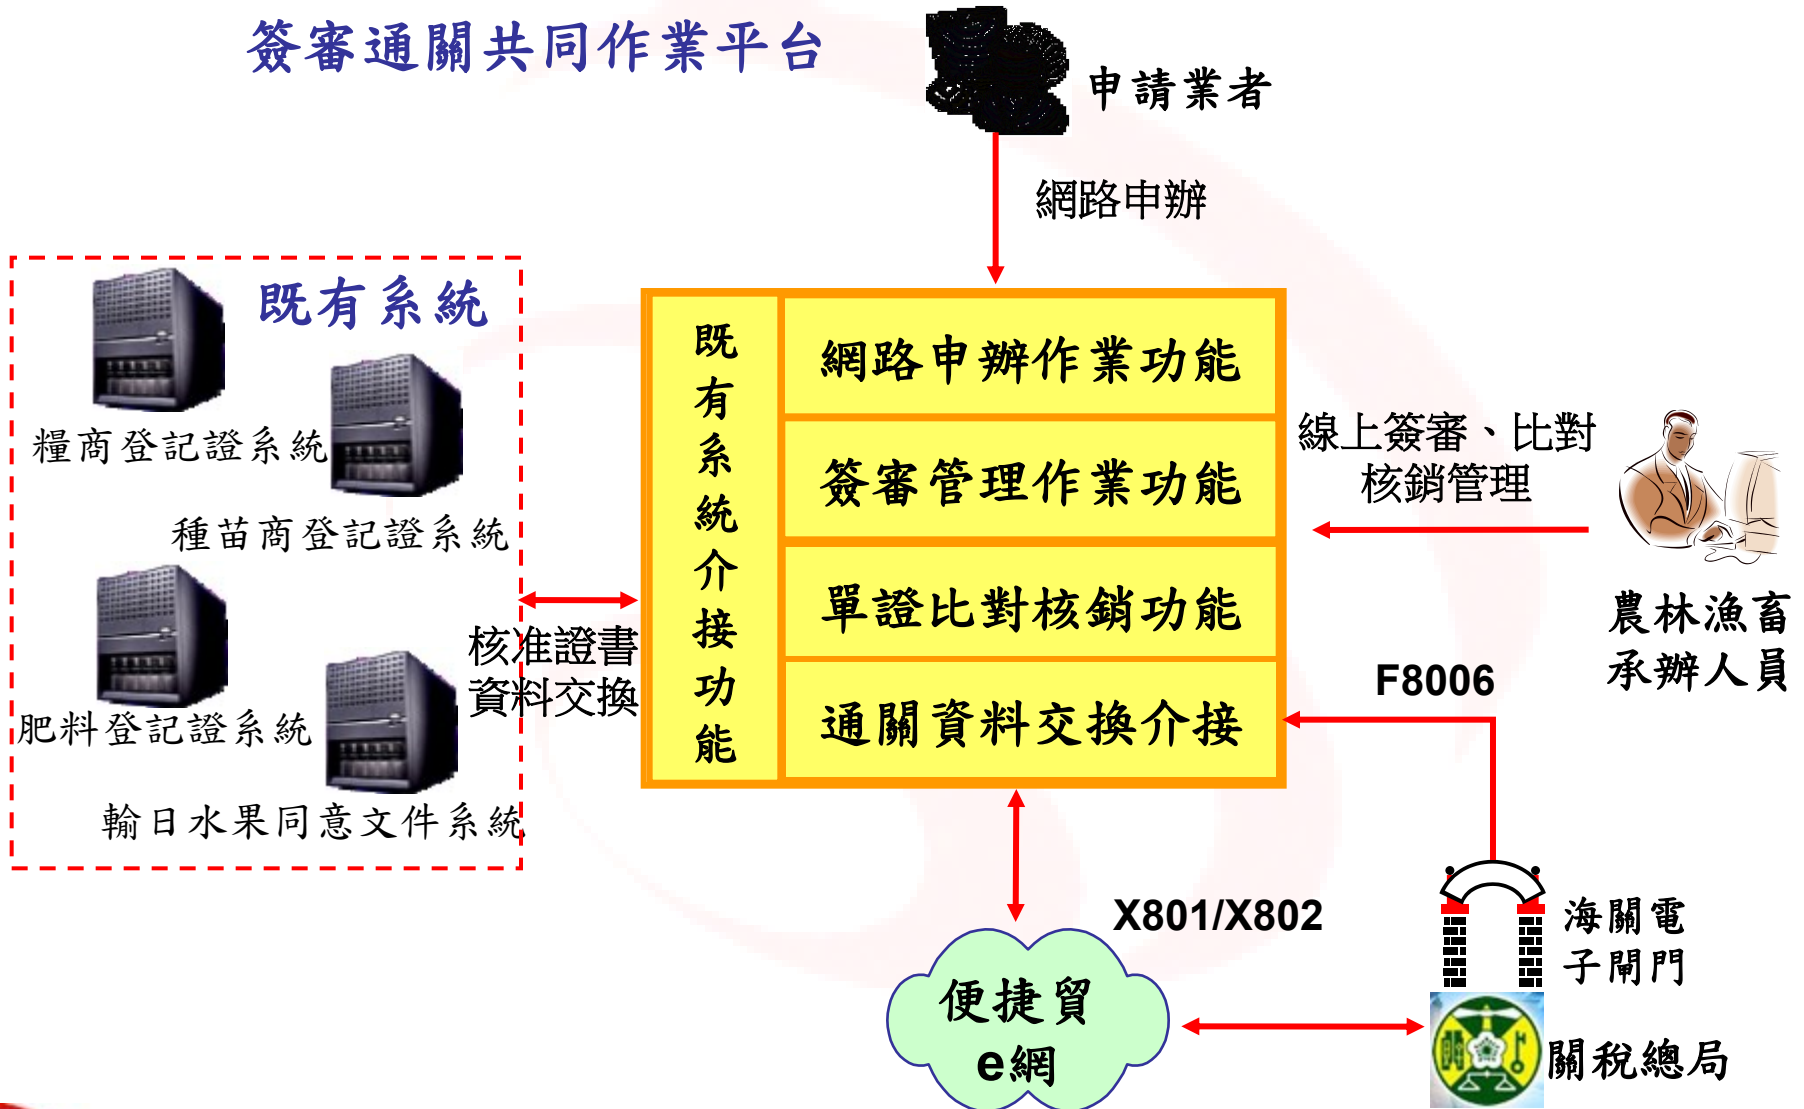 簽審通關共同作業平台
申請業者
網路申辦
既有系統
糧商登記證系統
種苗商登記證系統
肥料登記證系統
輸日水果同意文件系統
核准證書
資料交換
既有系統介接功能
網路申辦作業功能
簽審管理作業功能
單證比對核銷功能
通關資料交換介接
線上簽審、比對
核銷管理
農林漁畜
承辦人員
F8006
X801/X802
海關電
子閘門
便捷貿
e網
關稅總局